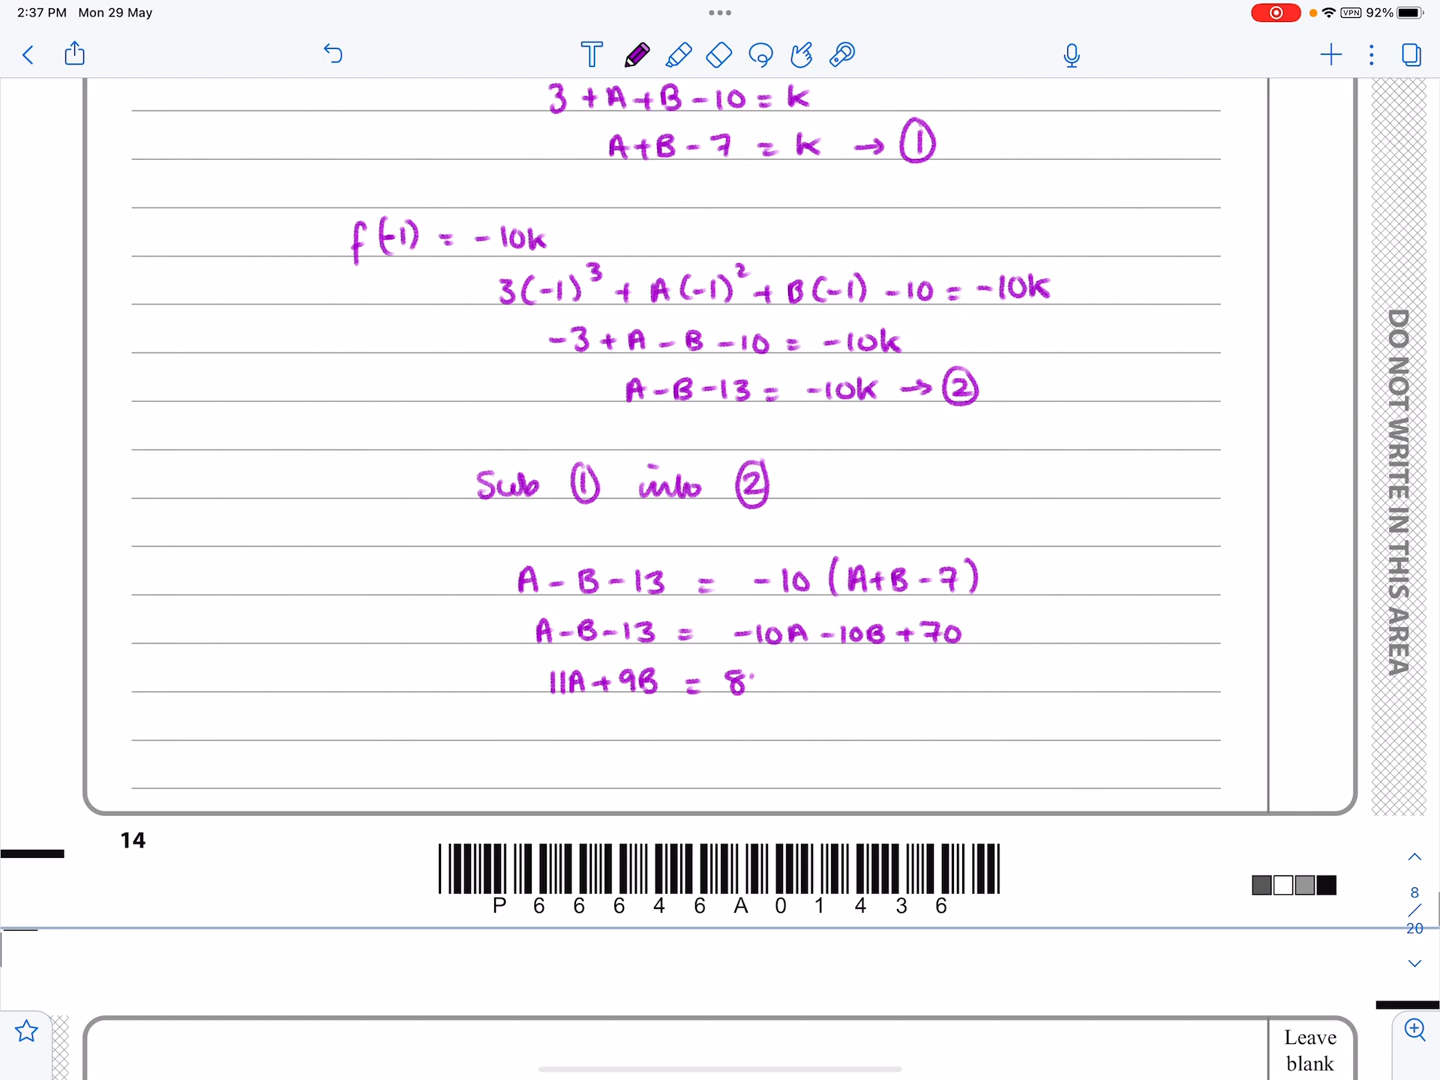 2:37 PM Mon 29 May
VPN 92%
T
3 + A + B - 10 = k
A + B - 7 = k → ①
f(-1) = - 10k
3(-1)³ + A(-1)² + B(-1) - 10 = -10k
-3 + A - B - 10 = -10k
A - B - 13 = -10k → ②
Sub ① into ②
A - B - 13 = -10 (A+B-7)
A - B - 13 = -10A - 10B + 70
11A + 9B = 8
DO NOT WRITE IN THIS AREA
14
P 6 6 6 4 6 A 0 1 4 3 6
8
/
20
Leave
blank